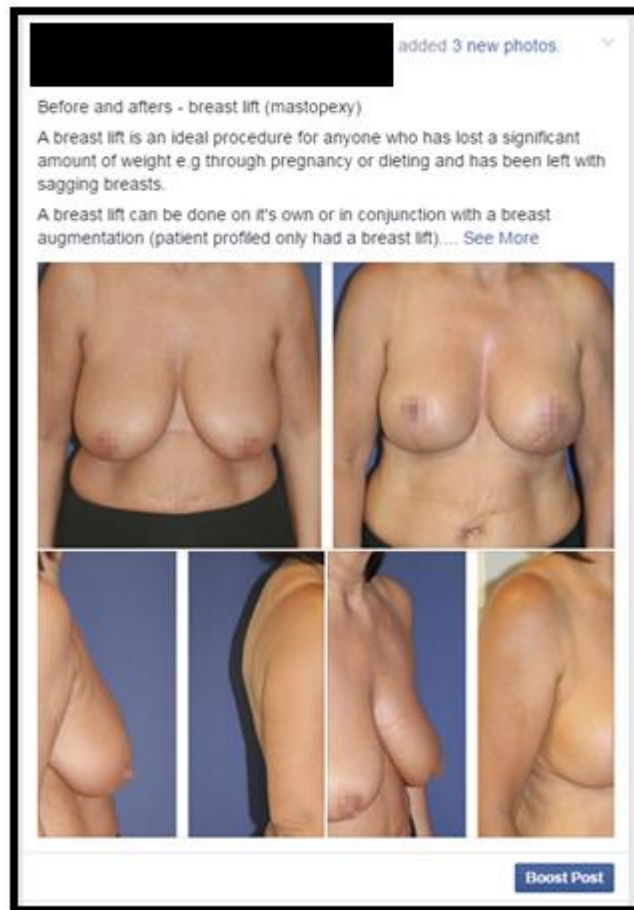 added 3 new photos.
Before and afters - breast lift (mastopexy)
A breast lift is an ideal procedure for anyone who has lost a significant
amount of weight e.g through pregnancy or dieting and has been left with
sagging breasts.
A breast lift can be done on it's own or in conjunction with a breast
augmentation (patient profiled only had a breast lift).... See More
Boost Post